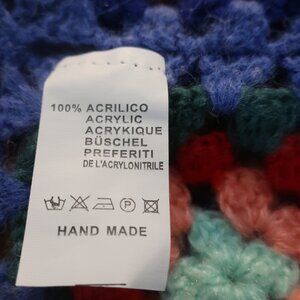 100% ACRILICO
ACRYLIC
ACRYKIQUE
BÜSCHEL
PREFERITI
DE L'ACRYLONITRILE
P
HAND MADE